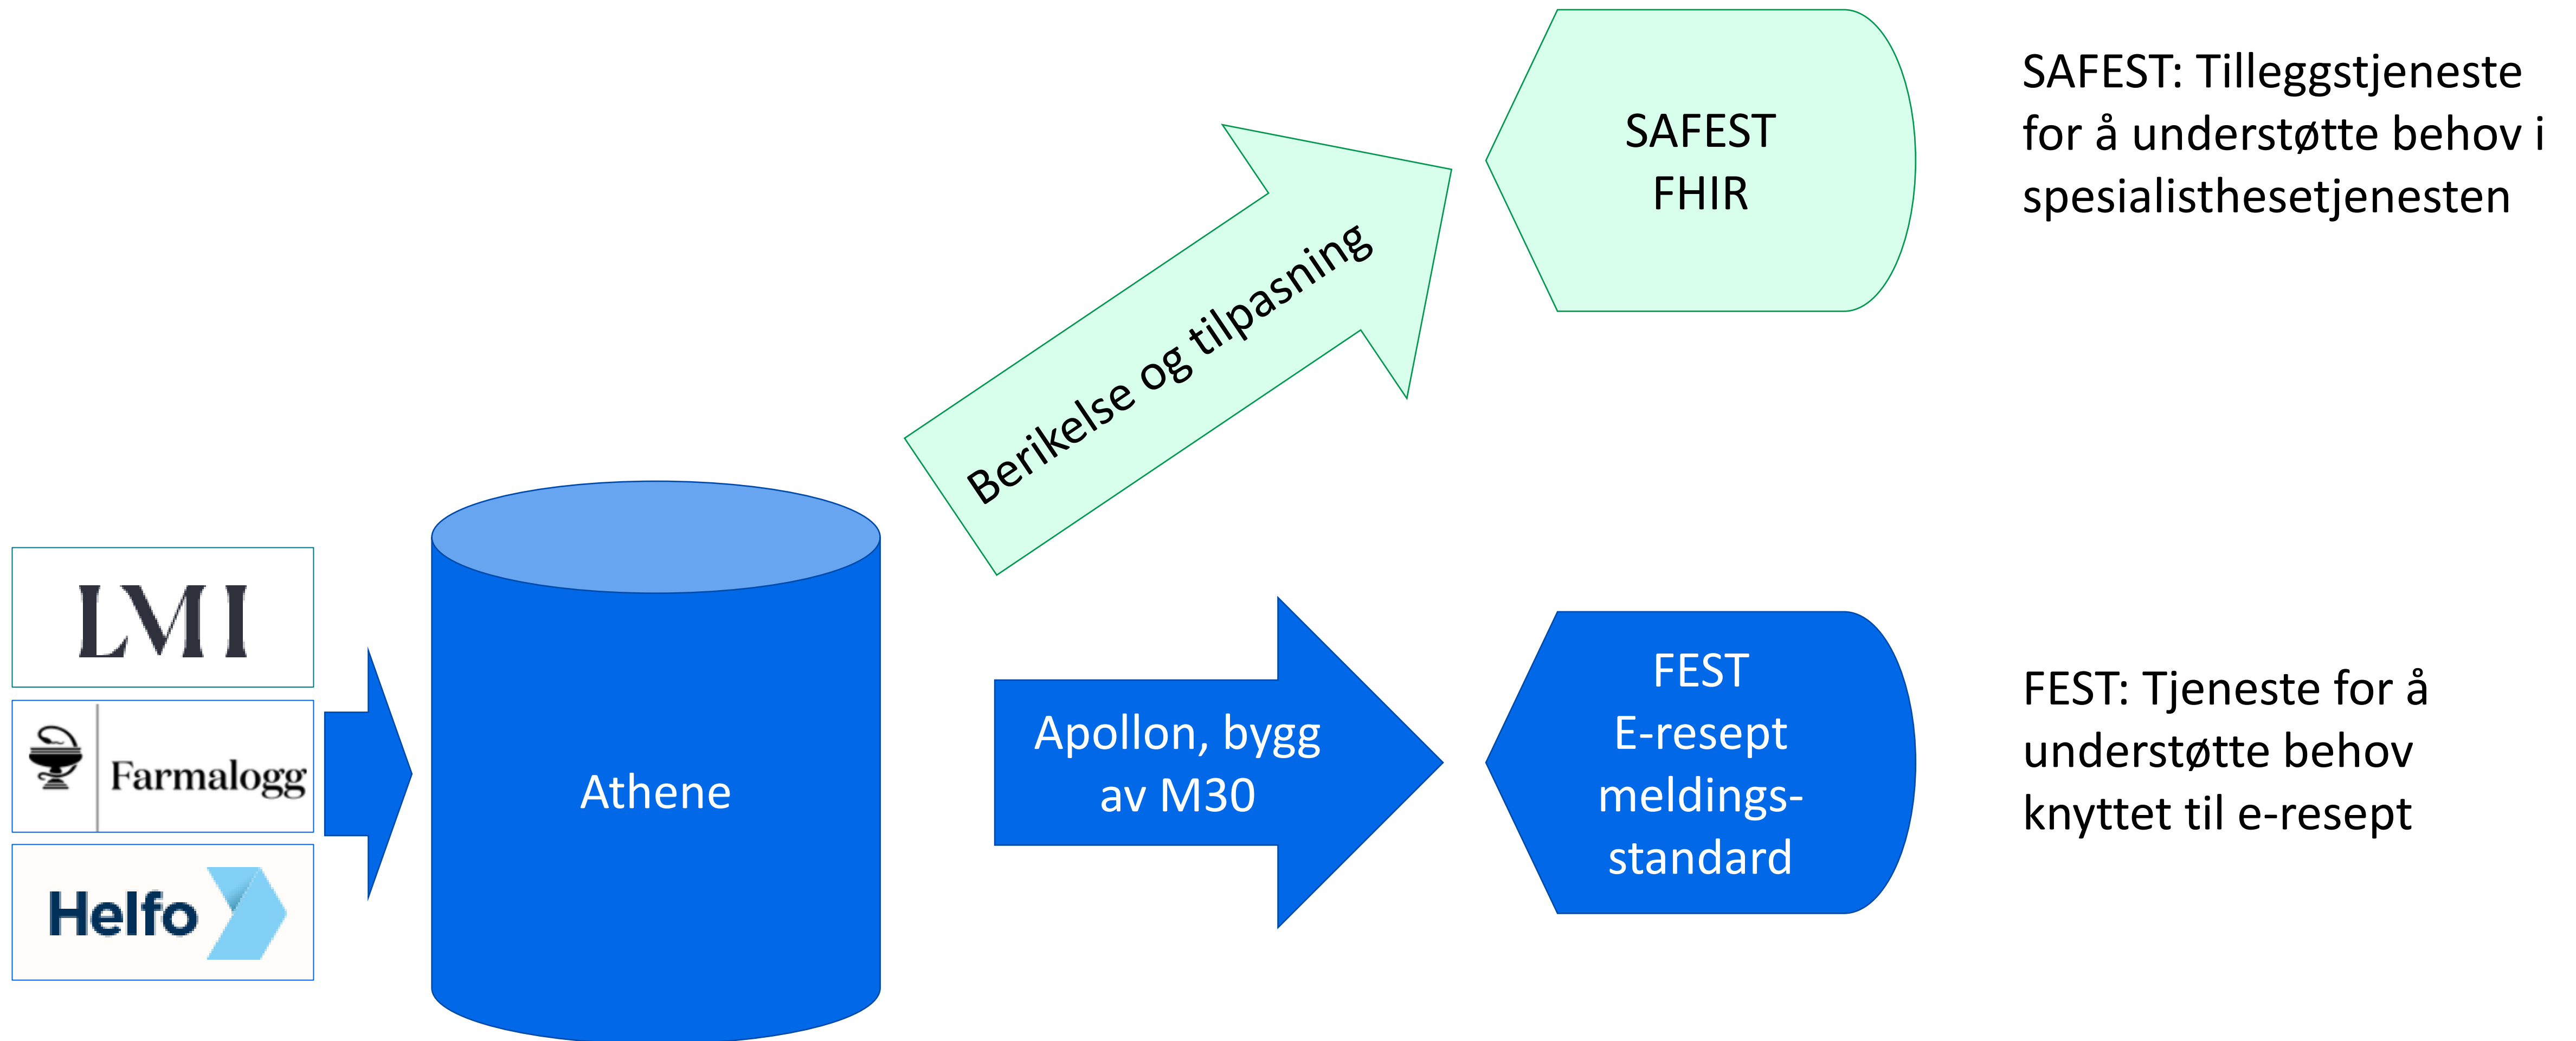 SAFEST
FHIR
SAFEST: Tilleggstjeneste
for å understøtte behov i
spesialisthesetjenesten
Berikelse og tilpasning
LMI
Farmalogg
Helfo
Athene
Apollon, bygg
av M30
FEST
E-resept
meldings-
standard
FEST: Tjeneste for å
understøtte behov
knyttet til e-resept